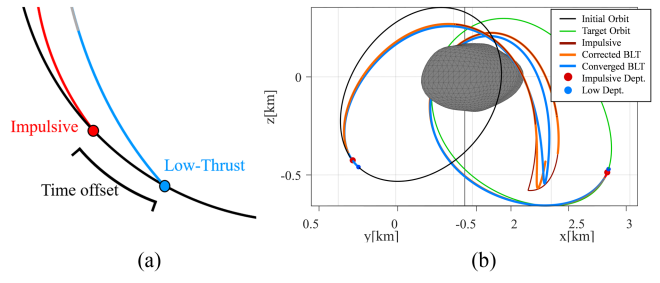 Impulsive
Low-Thrust
Time offset
(a)
Initial Orbit
Target Orbit
Impulsive
Corrected BLT
Converged BLT
Impulsive Dept.
Low Dept.
z[km]
0
-0.5
0.5
0
-0.5
2
2.5
3
y[km]
x[km]
(b)